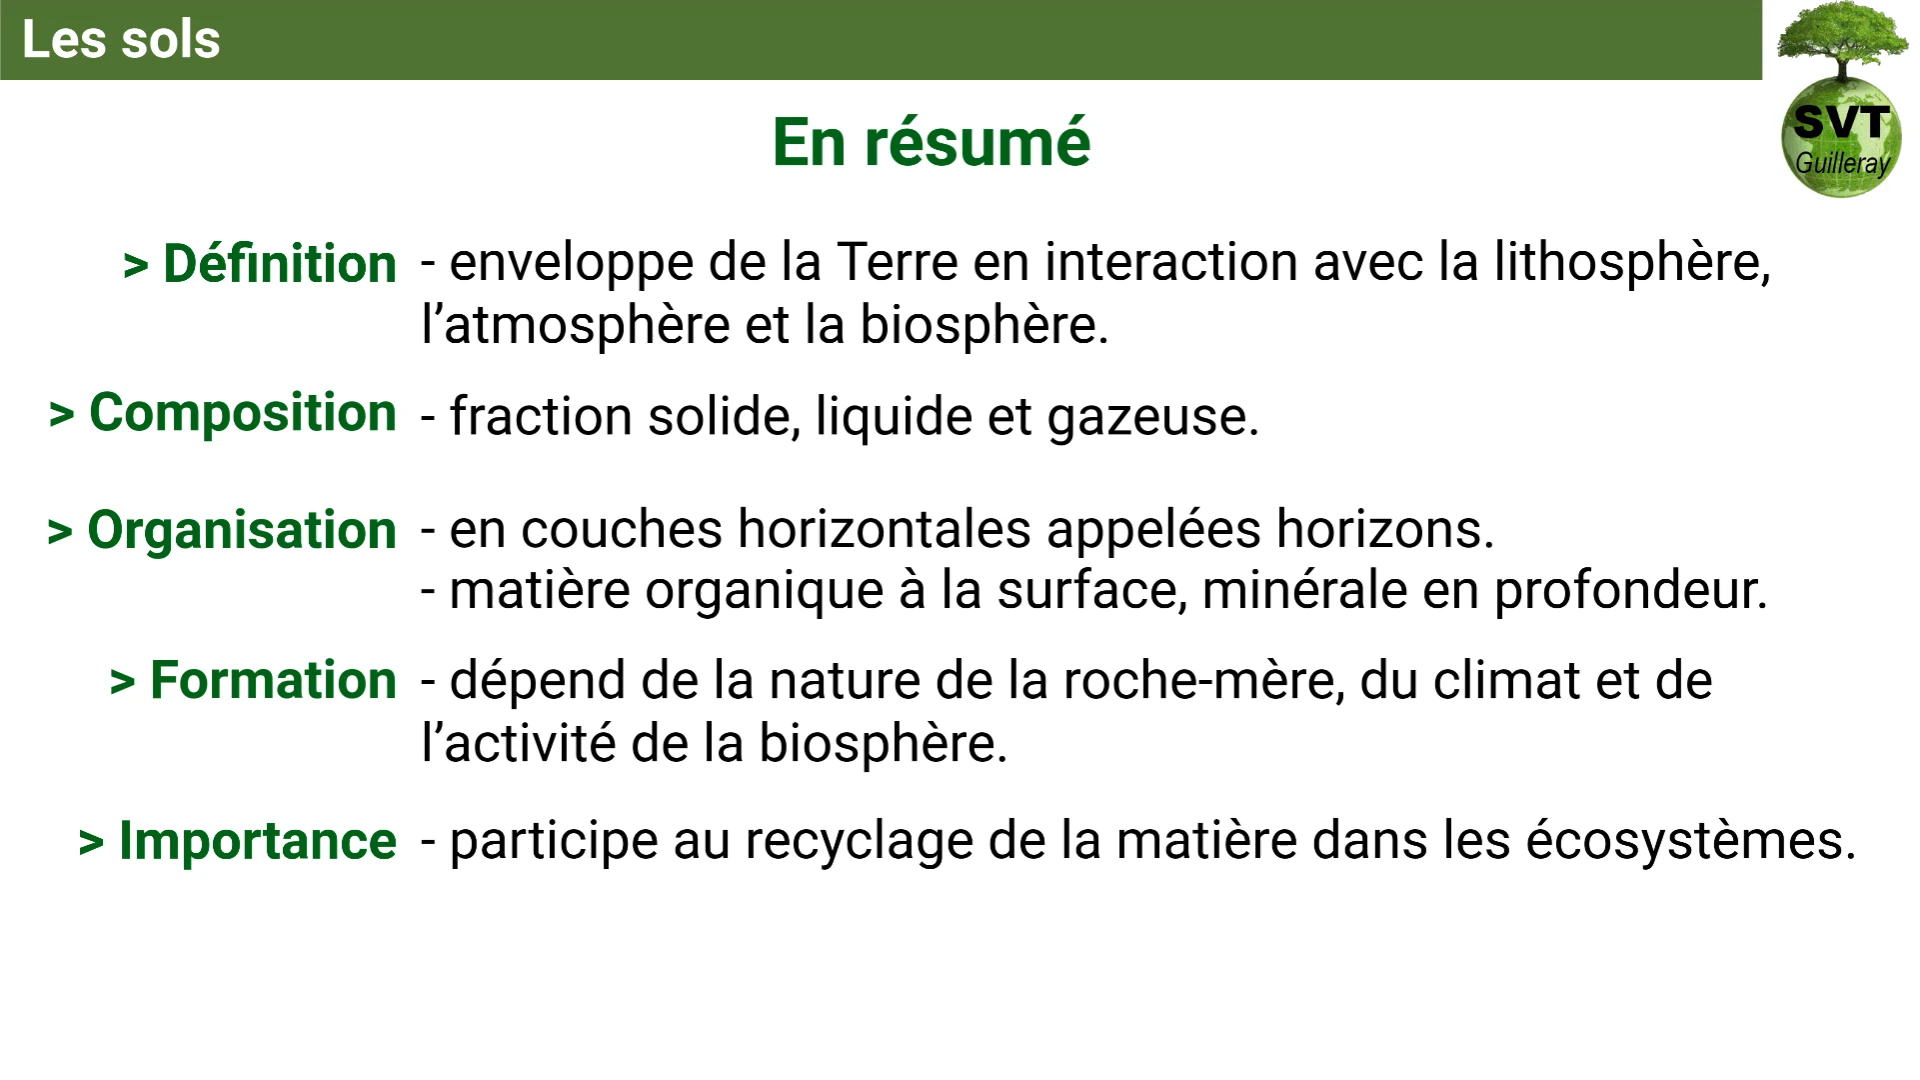 Les sols
SVT
Guilleray
En résumé
> Définition - enveloppe de la Terre en interaction avec la lithosphère,
l’atmosphère et la biosphère.
> Composition - fraction solide, liquide et gazeuse.
> Organisation - en couches horizontales appelées horizons.
- matière organique à la surface, minérale en profondeur.
> Formation - dépend de la nature de la roche-mère, du climat et de
l’activité de la biosphère.
> Importance - participe au recyclage de la matière dans les écosystèmes.